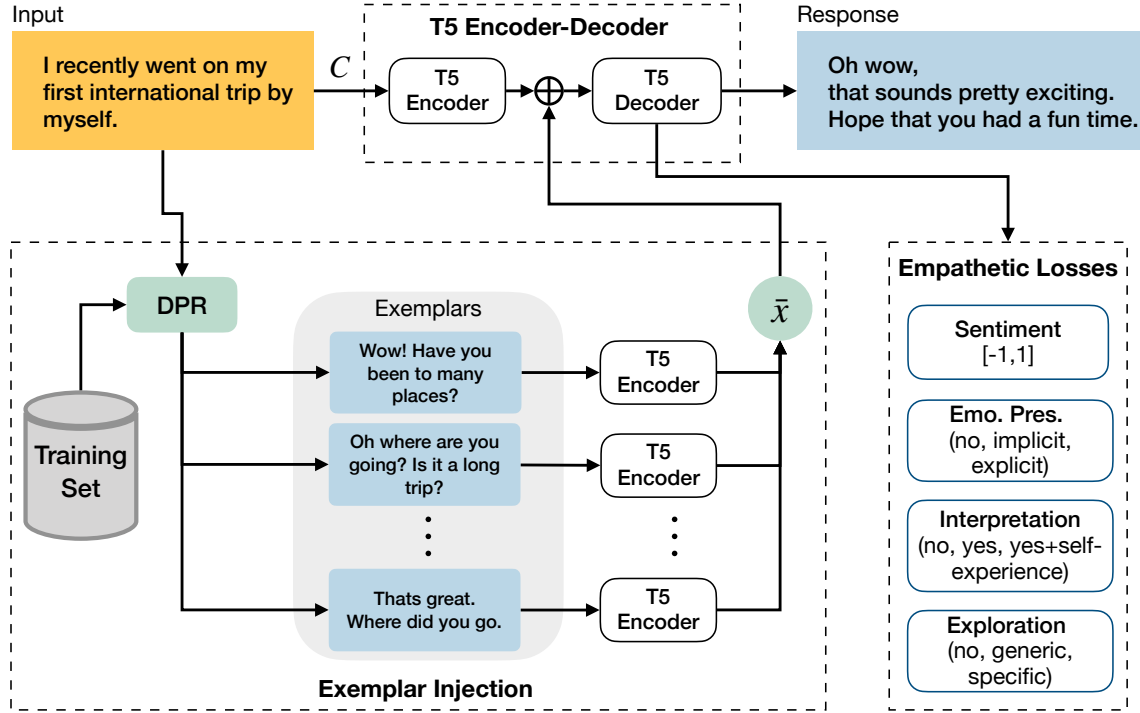 Input
I recently went on my
first international trip by
myself.
C
T5 Encoder-Decoder
T5
Encoder
T5
Decoder
Response
Oh wow,
that sounds pretty exciting.
Hope that you had a fun time.
DPR
Training
Set
Exemplars
Wow! Have you
been to many
places?
Oh where are you
going? Is it a long
trip?
Thats great.
Where did you go.
T5
Encoder
T5
Encoder
T5
Encoder
x̄
Exemplar Injection
Empathetic Losses
Sentiment
[-1,1]
Emo. Pres.
(no, implicit,
explicit)
Interpretation
(no, yes, yes+self-
experience)
Exploration
(no, generic,
specific)